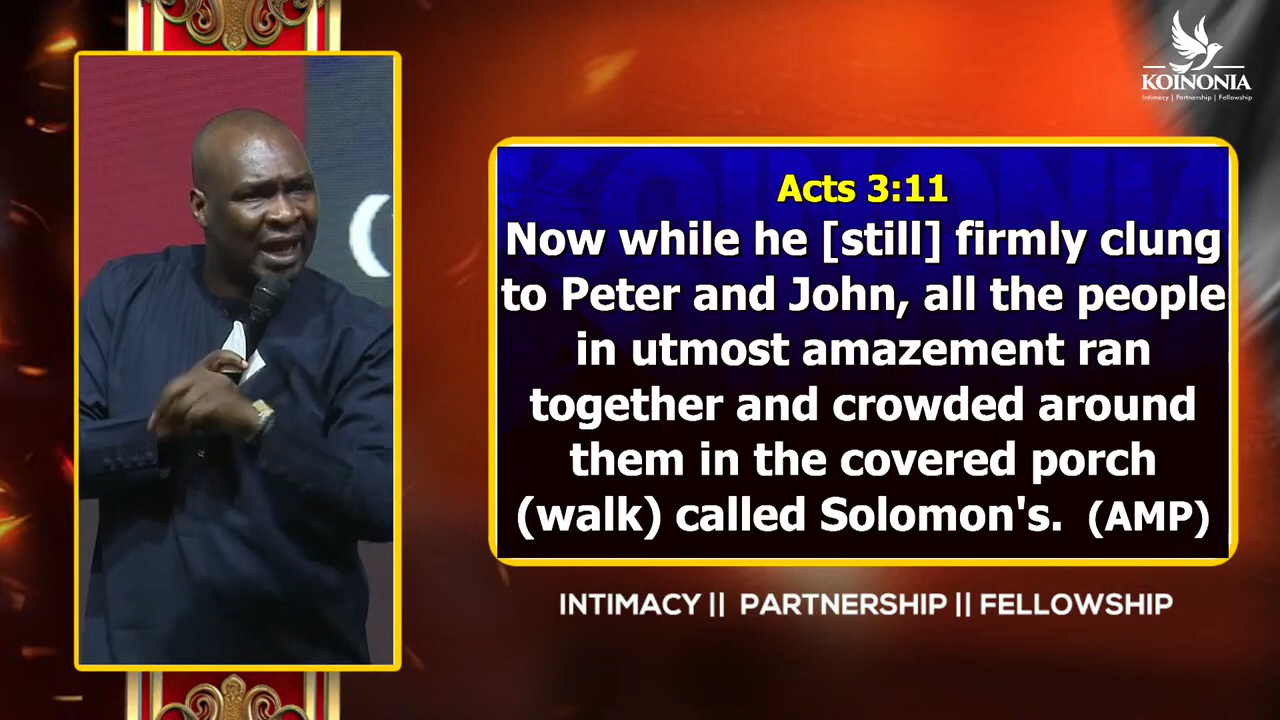 KOINONIA
Intimacy | Partnership | Fellowship
Acts 3:11
Now while he [still] firmly clung
to Peter and John, all the people
in utmost amazement ran
together and crowded around
them in the covered porch
(walk) called Solomon's. (AMP)
INTIMACY || PARTNERSHIP || FELLOWSHIP